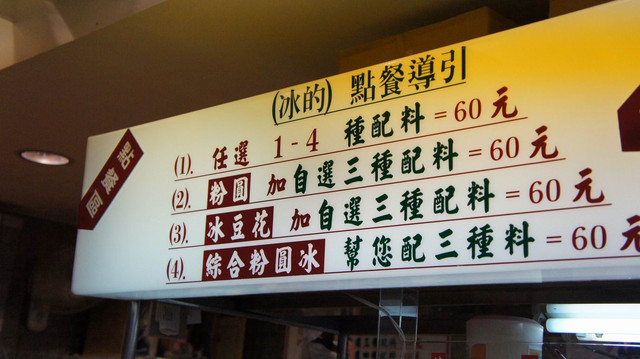 (冰的) 點餐導引
點餐
(1). 任選 1-4 種配料 = 60 元
(2). 粉圓 加自選三種配料 = 60 元
(3). 冰豆花 加自選三種配料 = 60 元
(4). 綜合粉圓冰 幫您配三種料 = 60 元